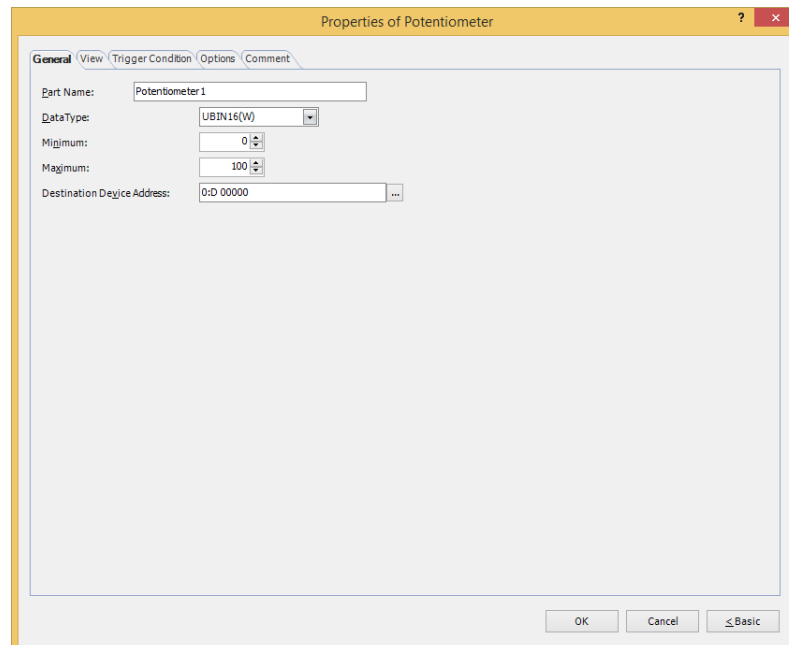 Properties of Potentiometer ? ×
General View Trigger Condition Options Comment
Part Name: Potentiometer1
DataType: UBIN16(W)
Minimum: 0
Maximum: 100
Destination Device Address: 0:D 00000 ...
OK Cancel < Basic